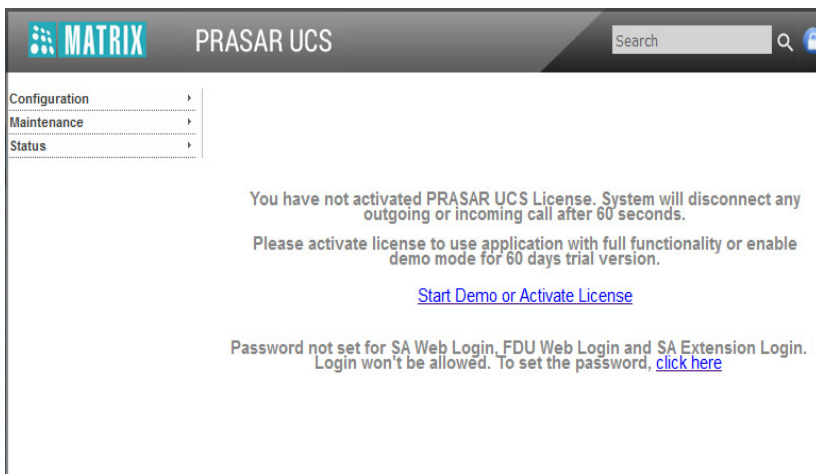 MATRIX PRASAR UCS Search
Configuration
Maintenance
Status
You have not activated PRASAR UCS License. System will disconnect any
outgoing or incoming call after 60 seconds.
Please activate license to use application with full functionality or enable
demo mode for 60 days trial version.
Start Demo or Activate License
Password not set for SA Web Login, FDU Web Login and SA Extension Login.
Login won't be allowed. To set the password, click here